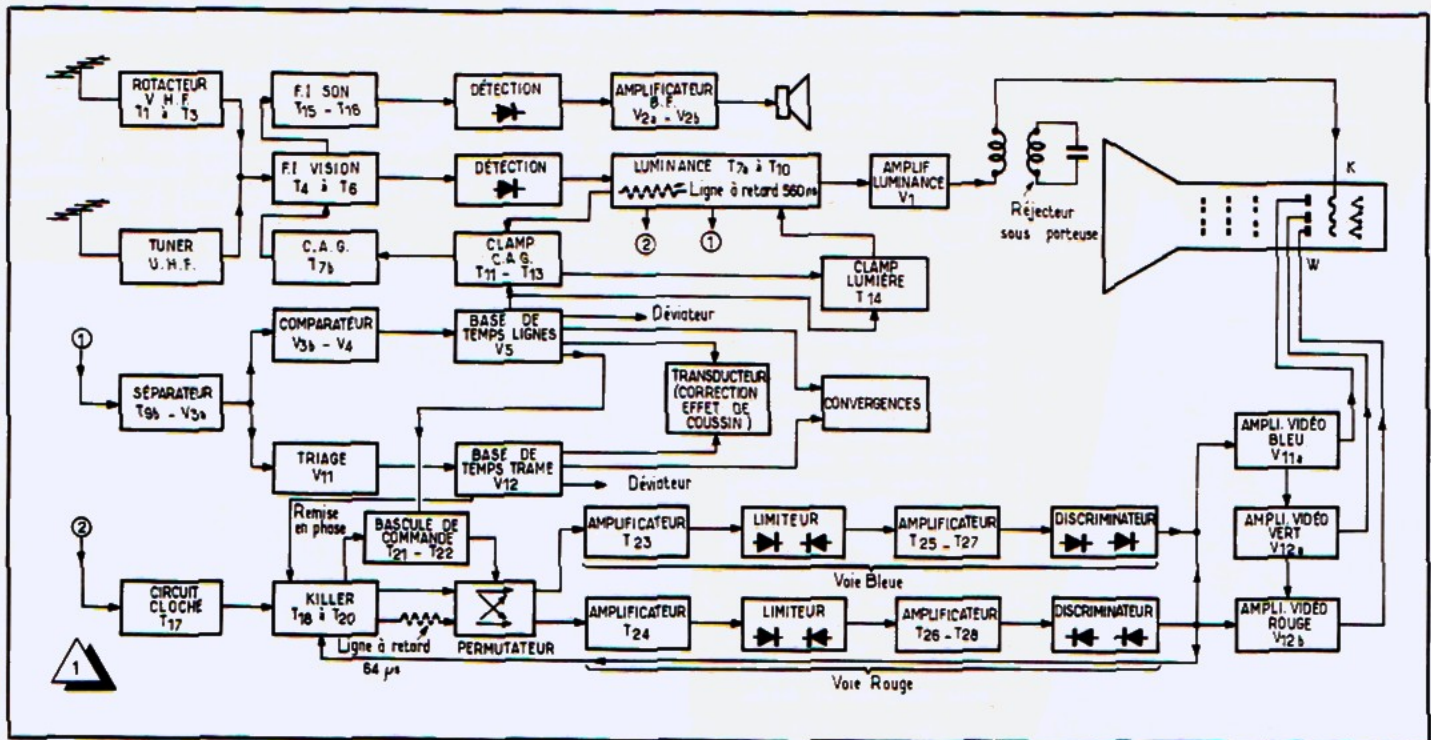 ROTACTEUR
V.H.F.
T1 à T3
F.I SON
T15 - T16
DÉTECTION
AMPLIFICATEUR
B.F.
V2a - V2b
F.I VISION
T4 à T6
DÉTECTION
LUMINANCE T7a à T10
Ligne à retard 560 ns
AMPLIF
LUMINANCE
V1
Réjecteur
sous porteuse
K
W
TUNER
U.H.F.
C.A.G.
T7b
CLAMP
C.A.G.
T11 - T13
②
①
CLAMP
LUMIÈRE
T14
①
SÉPARATEUR
T9b - V3a
COMPARATEUR
V3b - V4
BASE DE
TEMPS LIGNES
V5
Déviateur
TRANSDUCTEUR
(CORRECTION
EFFET DE
COUSSIN)
CONVERGENCES
TRIAGE
V11
BASE DE
TEMPS TRAME
V12
Déviateur
AMPLI. VIDÉO
BLEU
V11a
AMPLI. VIDÉO
VERT
V12a
AMPLI. VIDÉO
ROUGE
V12b
②
CIRCUIT
CLOCHE
T17
Remise
en phase
BASCULE DE
COMMANDE
T21 - T22
KILLER
T18 à T20
Ligne à retard
64 µs
PERMUTATEUR
AMPLIFICATEUR
T23
LIMITEUR
AMPLIFICATEUR
T25 - T27
DISCRIMINATEUR
Voie Bleue
AMPLIFICATEUR
T24
LIMITEUR
AMPLIFICATEUR
T26 - T28
DISCRIMINATEUR
Voie Rouge
1